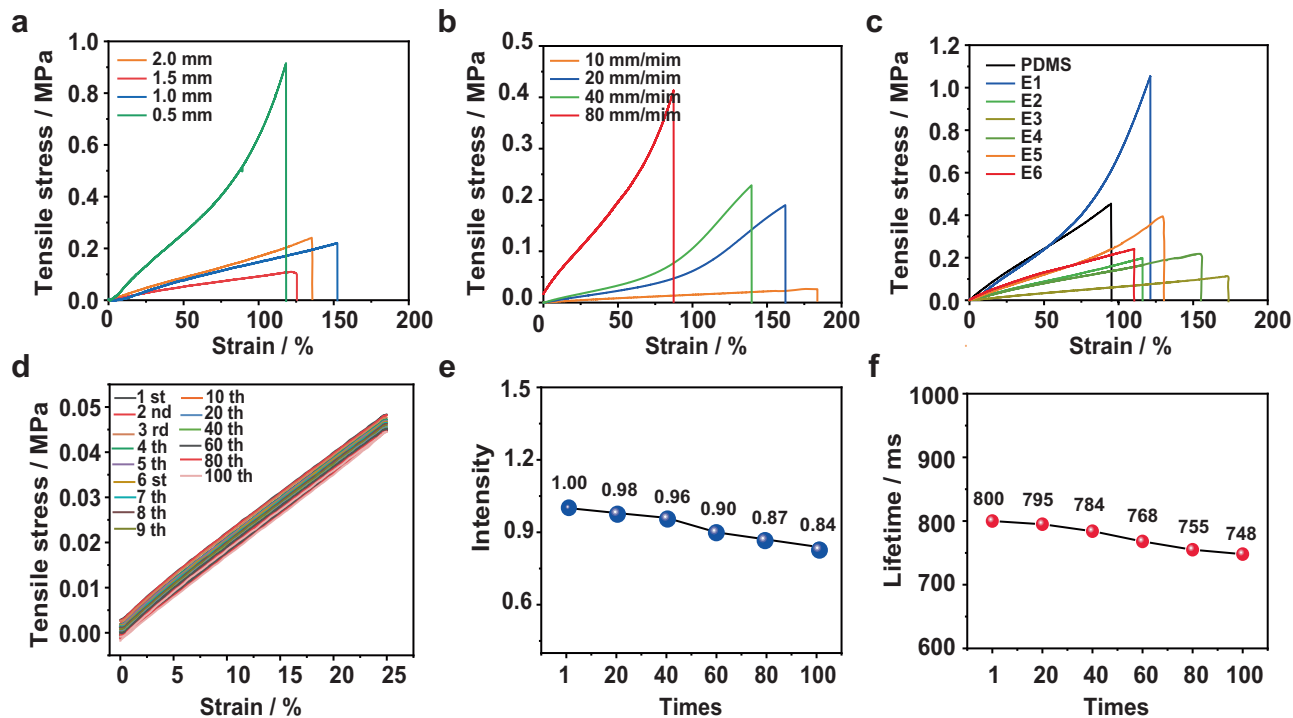 a
1.0
0.8
0.6
0.4
0.2
0.0
Tensile stress / MPa
2.0 mm
1.5 mm
1.0 mm
0.5 mm
0
50
100
150
200
Strain / %
b
0.5
0.4
0.3
0.2
0.1
0.0
Tensile stress / MPa
10 mm/mim
20 mm/mim
40 mm/mim
80 mm/mim
0
50
100
150
200
Strain / %
c
1.2
1.0
0.8
0.6
0.4
0.2
0.0
Tensile stress / MPa
PDMS
E1
E2
E3
E4
E5
E6
0
50
100
150
200
Strain / %
d
0.05
0.04
0.03
0.02
0.01
0.00
Tensile stress / MPa
1 st
2 nd
3 rd
4 th
5 th
6 st
7 th
8 th
9 th
10 th
20 th
40 th
60 th
80 th
100 th
0
5
10
15
20
25
Strain / %
e
1.5
1.2
0.9
0.6
Intensity
1.00
0.98
0.96
0.90
0.87
0.84
1
20
40
60
80
100
Times
f
1000
900
800
700
600
Lifetime / ms
800
795
784
768
755
748
1
20
40
60
80
100
Times